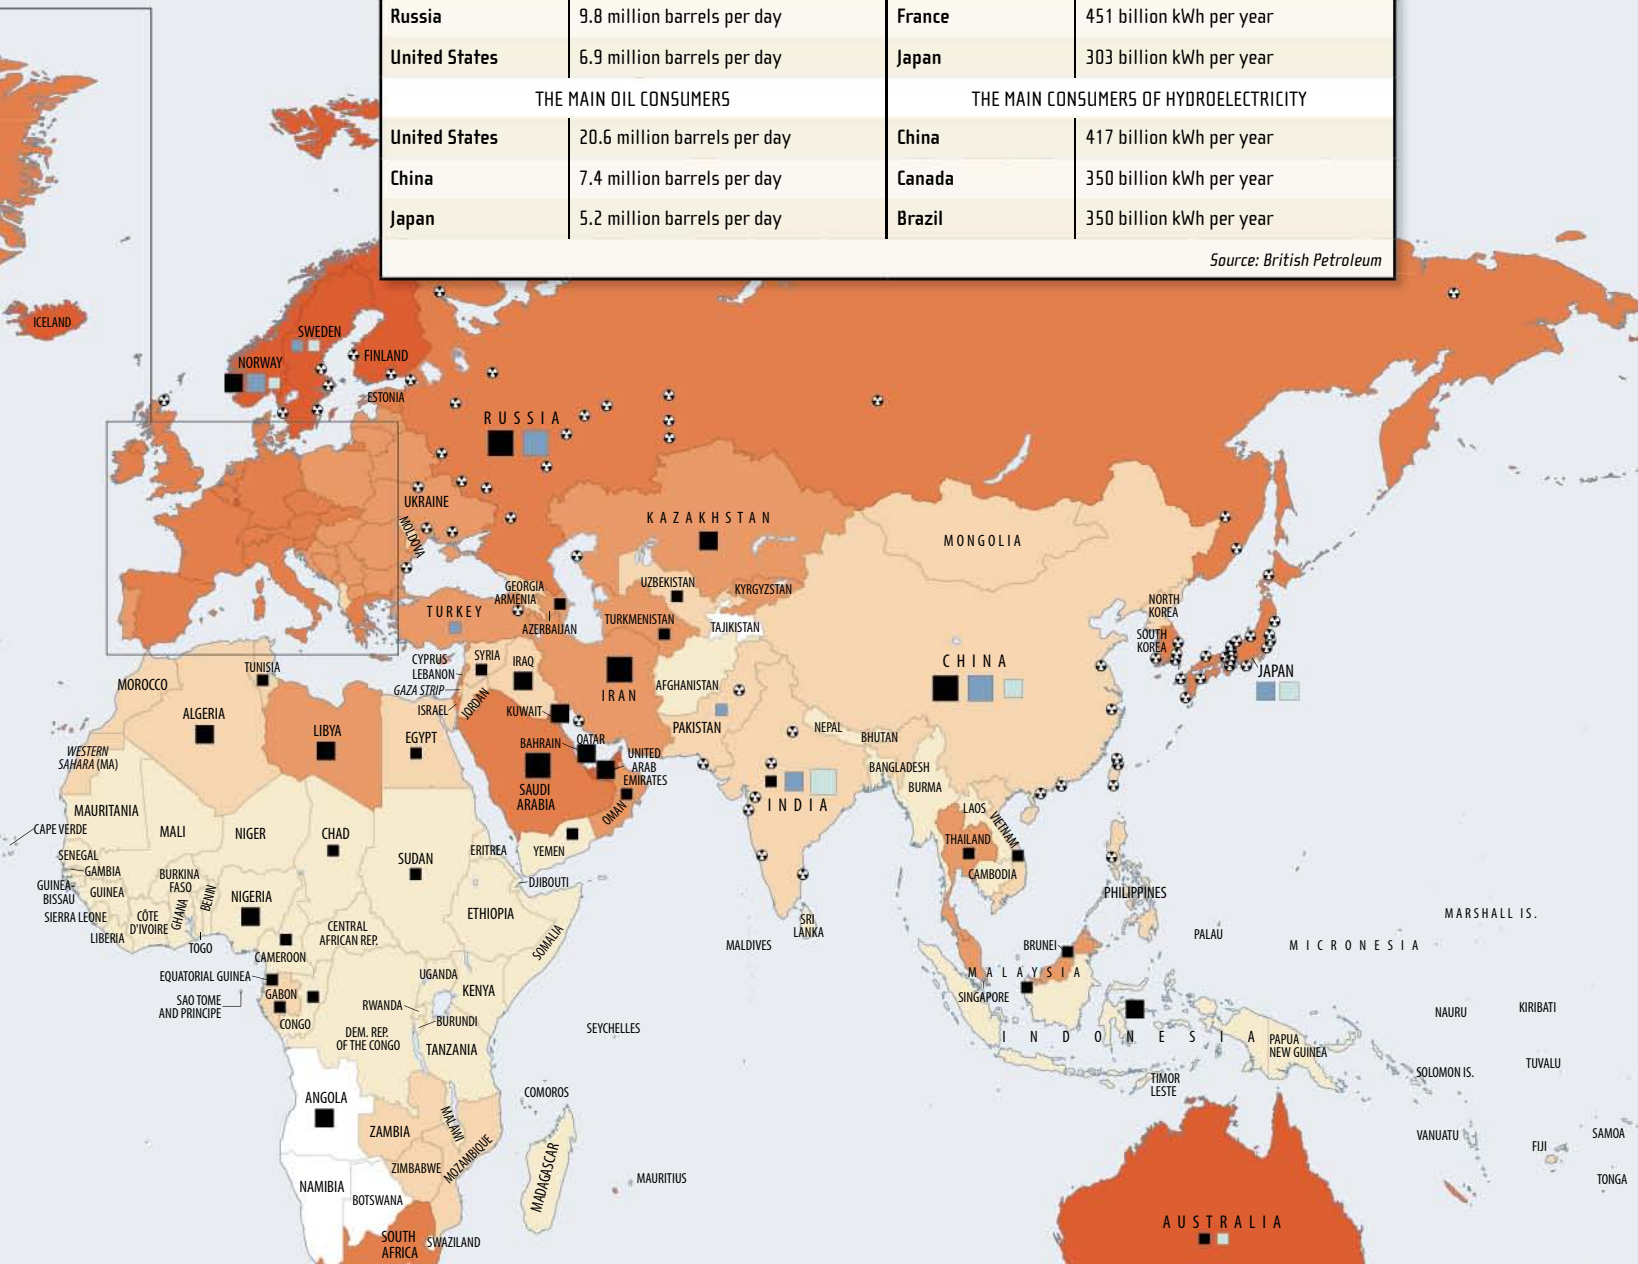 Russia 9.8 million barrels per day France 451 billion kWh per year
United States 6.9 million barrels per day Japan 303 billion kWh per year
THE MAIN OIL CONSUMERS THE MAIN CONSUMERS OF HYDROELECTRICITY
United States 20.6 million barrels per day China 417 billion kWh per year
China 7.4 million barrels per day Canada 350 billion kWh per year
Japan 5.2 million barrels per day Brazil 350 billion kWh per year
Source: British Petroleum
ICELAND
SWEDEN
NORWAY
FINLAND
ESTONIA
RUSSIA
UKRAINE
MOLDOVA
KAZAKHSTAN
MONGOLIA
GEORGIA
ARMENIA
AZERBAIJAN
TURKEY
UZBEKISTAN
KYRGYZSTAN
TURKMENISTAN
TAJIKISTAN
NORTH
KOREA
SOUTH
KOREA
JAPAN
CHINA
CYPRUS
LEBANON
GAZA STRIP
ISRAEL
SYRIA
IRAQ
JORDAN
KUWAIT
IRAN
AFGHANISTAN
PAKISTAN
NEPAL
BHUTAN
BANGLADESH
BURMA
INDIA
LAOS
VIETNAM
THAILAND
CAMBODIA
PHILIPPINES
TUNISIA
MOROCCO
ALGERIA
LIBYA
EGYPT
WESTERN
SAHARA (MA)
BAHRAIN
QATAR
UNITED
ARAB
EMIRATES
SAUDI
ARABIA
OMAN
YEMEN
MAURITANIA
CAPE VERDE
MALI
NIGER
CHAD
SUDAN
ERITREA
DJIBOUTI
SENEGAL
GAMBIA
GUINEA-
BISSAU
GUINEA
SIERRA LEONE
LIBERIA
CÔTE
D'IVOIRE
BURKINA
FASO
GHANA
TOGO
BENIN
NIGERIA
CAMEROON
CENTRAL
AFRICAN REP.
ETHIOPIA
SOMALIA
EQUATORIAL GUINEA
SAO TOME
AND PRINCIPE
GABON
CONGO
DEM. REP.
OF THE CONGO
UGANDA
KENYA
RWANDA
BURUNDI
TANZANIA
SEYCHELLES
COMOROS
ANGOLA
ZAMBIA
MALAWI
MOZAMBIQUE
ZIMBABWE
NAMIBIA
BOTSWANA
SOUTH
AFRICA
SWAZILAND
MADAGASCAR
MAURITIUS
MALDIVES
SRI
LANKA
BRUNEI
MALAYSIA
SINGAPORE
INDONESIA
TIMOR
LESTE
PAPUA
NEW GUINEA
PALAU
MICRONESIA
MARSHALL IS.
NAURU
KIRIBATI
SOLOMON IS.
TUVALU
VANUATU
FIJI
SAMOA
TONGA
AUSTRALIA